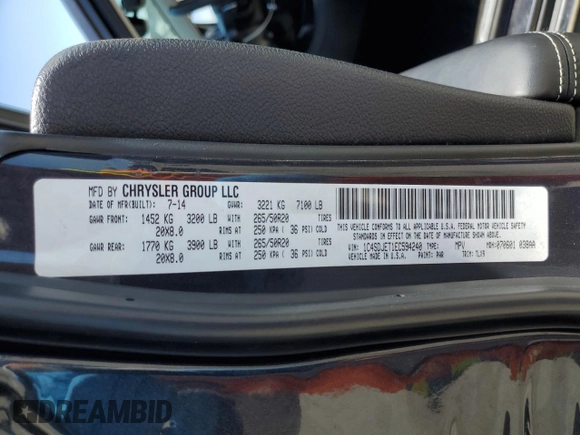 MFD BY CHRYSLER GROUP LLC
DATE OF MFR(BUILT): 7-14 GVWR: 3221 KG 7100 LB
GAWR FRONT: 1452 KG 3200 LB WITH 265/50R20 TIRES
20X8.0 RIMS AT 250 KPA ( 36 PSI) COLD
GAWR REAR: 1770 KG 3900 LB WITH 265/50R20 TIRES
20X8.0 RIMS AT 250 KPA ( 36 PSI) COLD
THIS VEHICLE CONFORMS TO ALL APPLICABLE U.S.A. FEDERAL MOTOR VEHICLE SAFETY
STANDARDS IN EFFECT ON THE DATE OF MANUFACTURE SHOWN ABOVE.
VIN: 1C4SDJET1EC594240 TYPE: MPV MDH: 070601 038AA
VEHICLE MADE IN U.S.A. PAINT: PAR TRIM: TLX9
DREAMBID